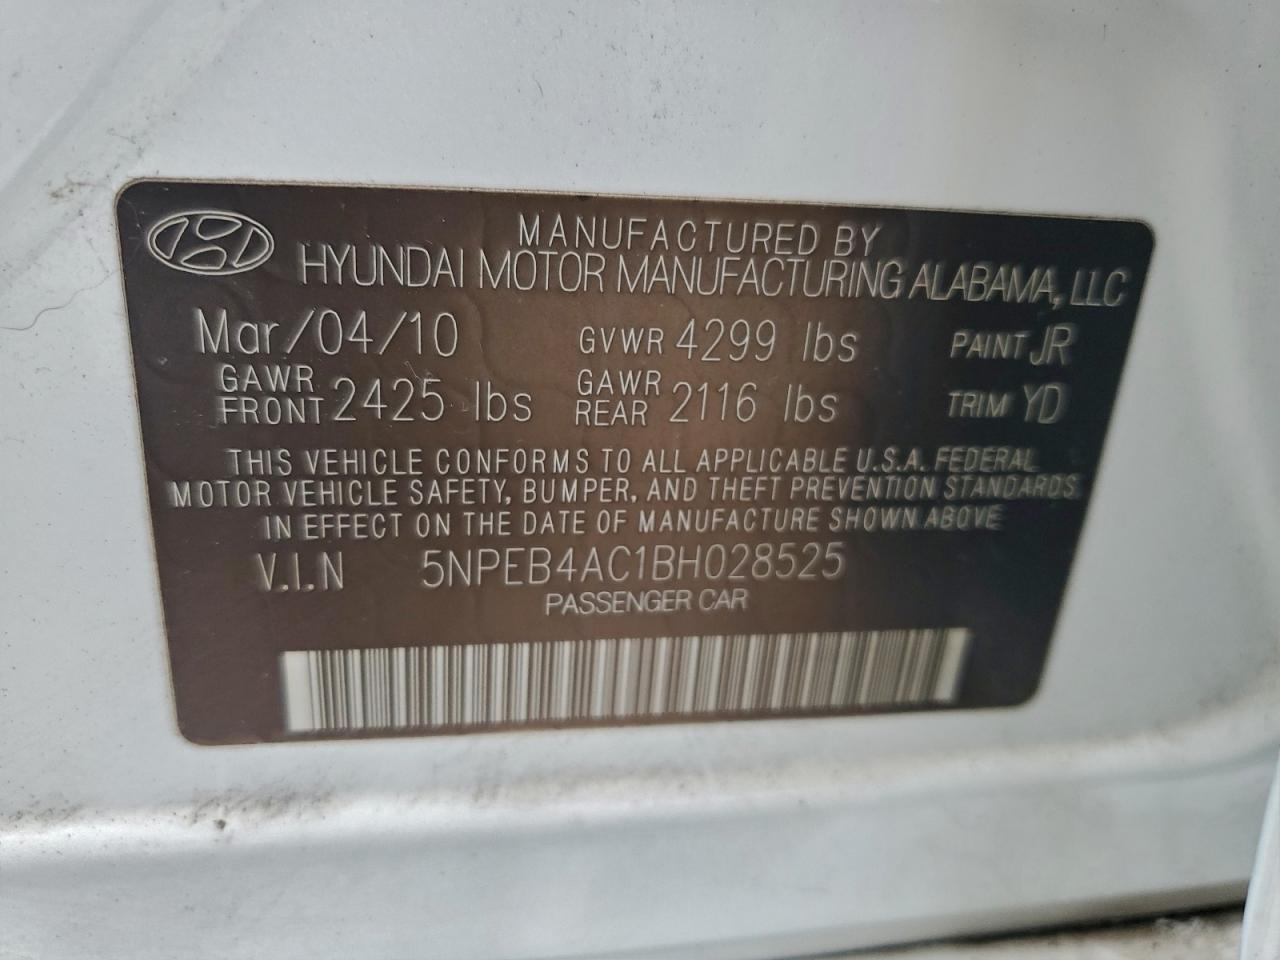 MANUFACTURED BY
HYUNDAI MOTOR MANUFACTURING ALABAMA, LLC
Mar/04/10 GVWR 4299 lbs PAINT JR
GAWR FRONT 2425 lbs GAWR REAR 2116 lbs TRIM YD
THIS VEHICLE CONFORMS TO ALL APPLICABLE U.S.A. FEDERAL
MOTOR VEHICLE SAFETY, BUMPER, AND THEFT PREVENTION STANDARDS
IN EFFECT ON THE DATE OF MANUFACTURE SHOWN ABOVE
V.I.N 5NPEB4AC1BH028525
PASSENGER CAR